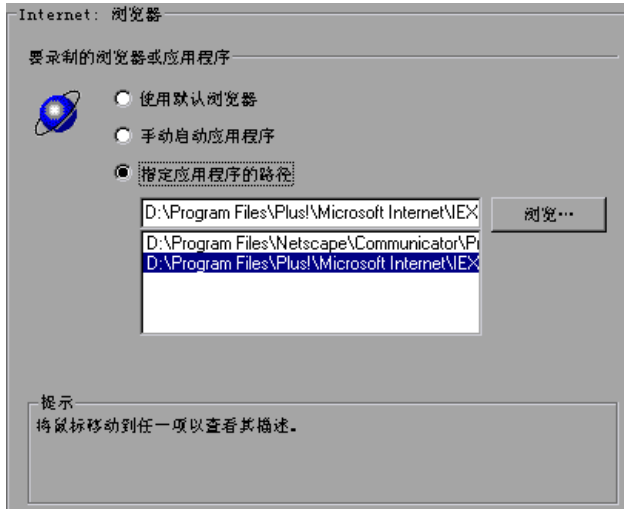 Internet: 浏览器
要录制的浏览器或应用程序
使用默认浏览器
手动启动应用程序
指定应用程序的路径
D:\Program Files\Plus!\Microsoft Internet\IEX
浏览…
D:\Program Files\Netscape\Communicator\P
D:\Program Files\Plus!\Microsoft Internet\IEX
提示
将鼠标移动到任一项以查看其描述。